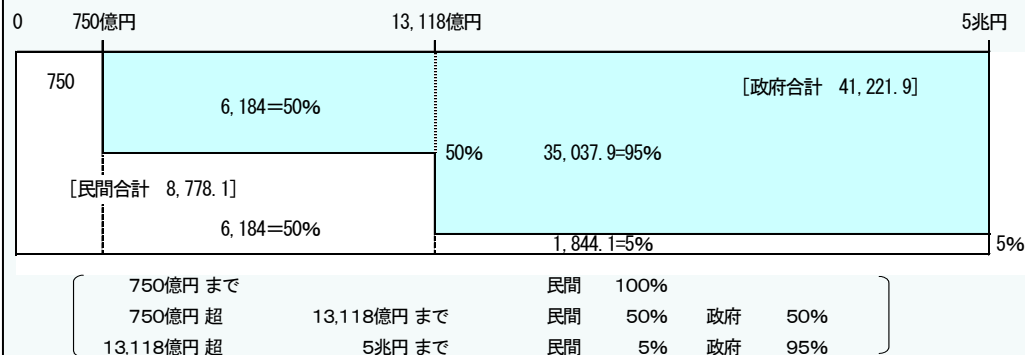 0 750億円 13,118億円 5兆円
750
[政府合計 41,221.9]
6,184=50%
50% 35,037.9=95%
[民間合計 8,778.1]
6,184=50%
1,844.1=5% 5%
750億円 まで 民間 100%
750億円 超 13,118億円 まで 民間 50% 政府 50%
13,118億円 超 5兆円 まで 民間 5% 政府 95%